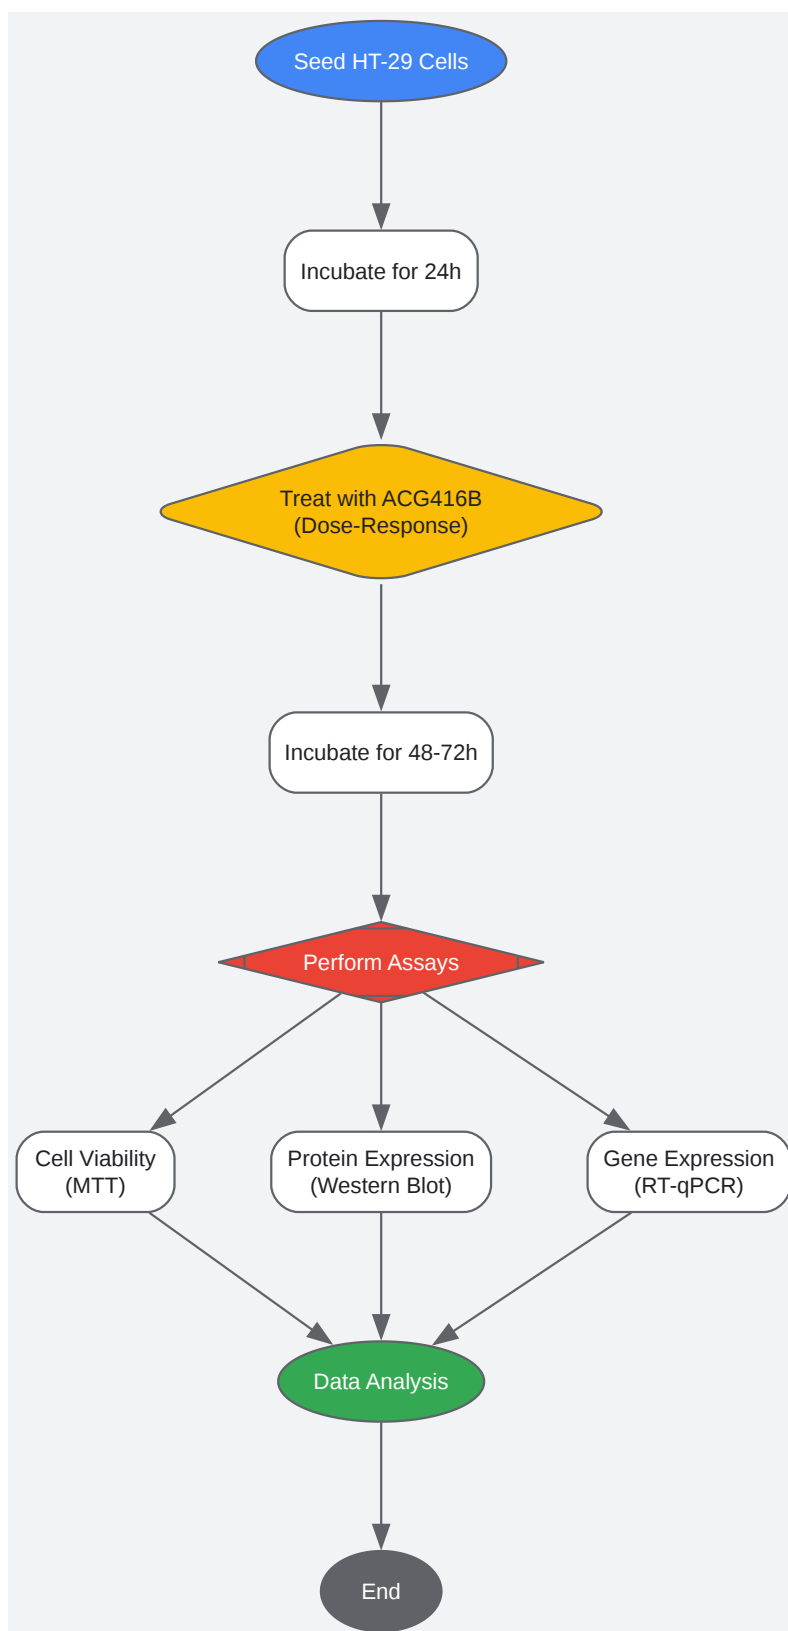 Seed HT-29 Cells
Incubate for 24h
Treat with ACG416B
(Dose-Response)
Incubate for 48-72h
Perform Assays
Cell Viability
(MTT)
Protein Expression
(Western Blot)
Gene Expression
(RT-qPCR)
Data Analysis
End